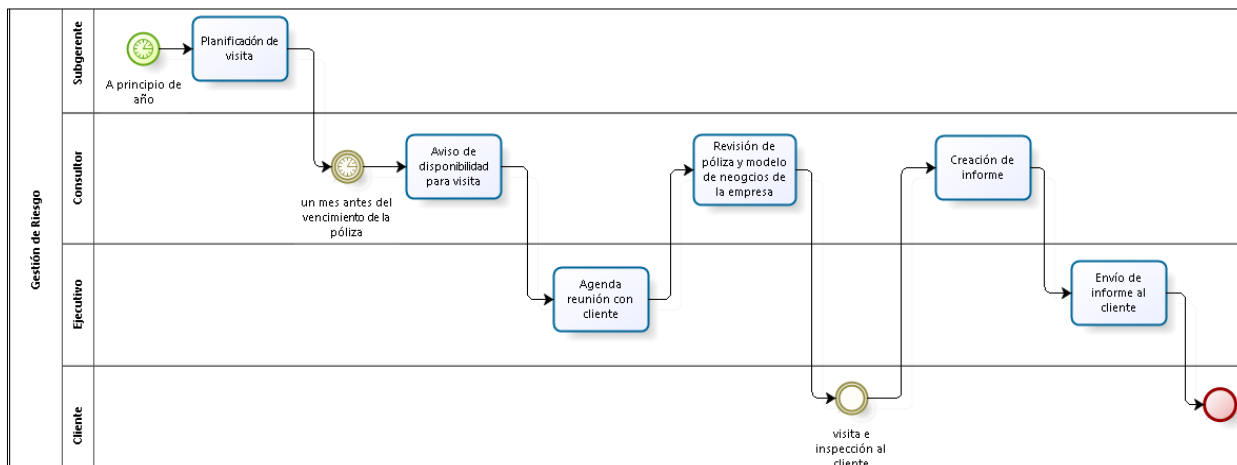 Gestión de Riesgo
Subgerente
A principio de
año
Planificación de
visita
Consultor
un mes antes del
vencimiento de la
póliza
Aviso de
disponibilidad
para visita
Revisión de
póliza y modelo
de neogcios de
la empresa
Creación de
informe
Ejecutivo
Agenda
reunión con
cliente
Envío de
informe al
cliente
Cliente
visita e
inspección al
cliente